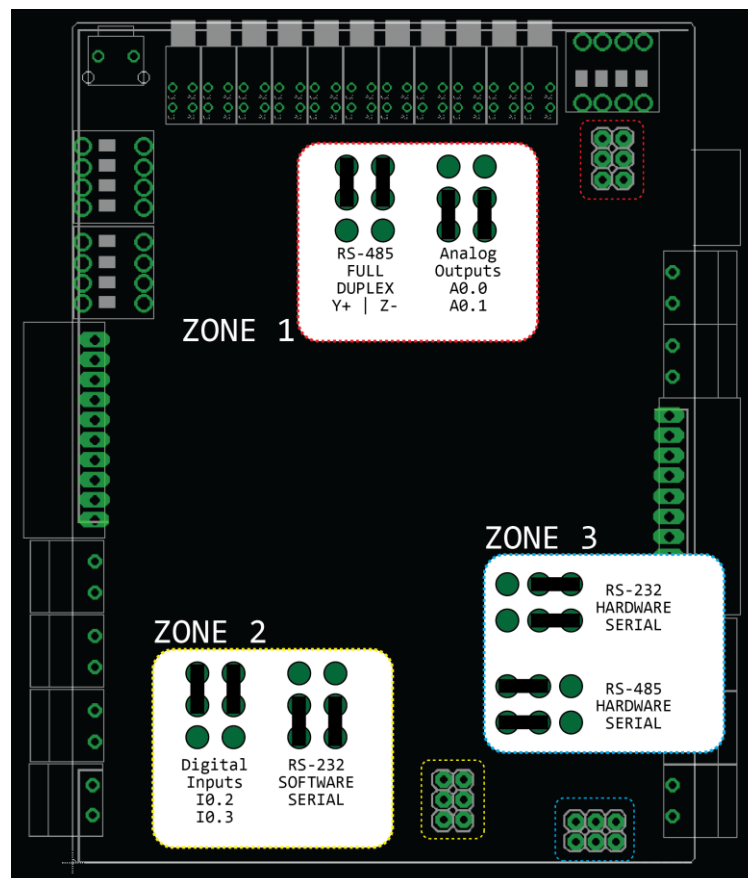 RS-485
FULL
DUPLEX
Y+ | Z-
Analog
Outputs
A0.0
A0.1
ZONE 1
ZONE 3
RS-232
HARDWARE
SERIAL
RS-485
HARDWARE
SERIAL
ZONE 2
Digital
Inputs
I0.2
I0.3
RS-232
SOFTWARE
SERIAL